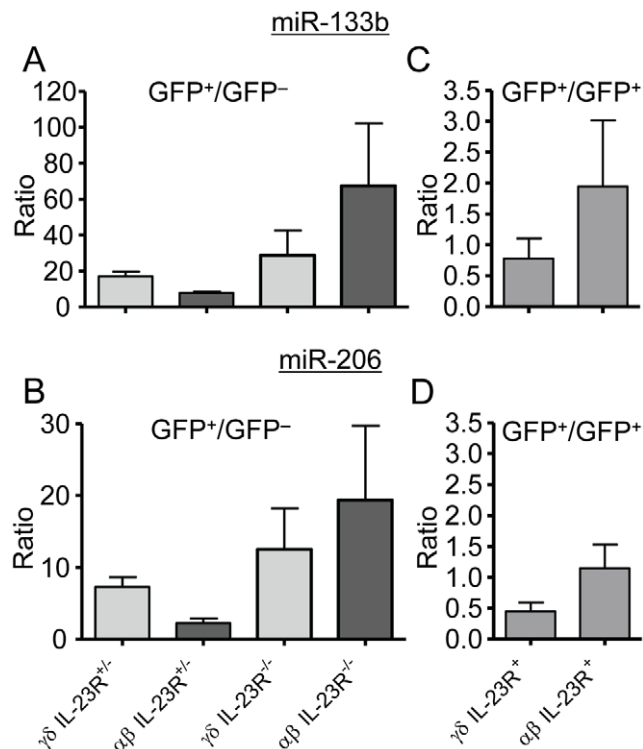 miR-133b
A
GFP⁺/GFP⁻
Ratio
120
100
80
60
40
20
0
C
GFP⁺/GFP⁺
Ratio
3.5
3.0
2.5
2.0
1.5
1.0
0.5
0.0
miR-206
B
GFP⁺/GFP⁻
Ratio
30
20
10
0
γδ IL-23R⁺/⁻
αβ IL-23R⁺/⁻
γδ IL-23R⁻/⁻
αβ IL-23R⁻/⁻
D
GFP⁺/GFP⁺
Ratio
3.5
3.0
2.5
2.0
1.5
1.0
0.5
0.0
γδ IL-23R⁺
αβ IL-23R⁺